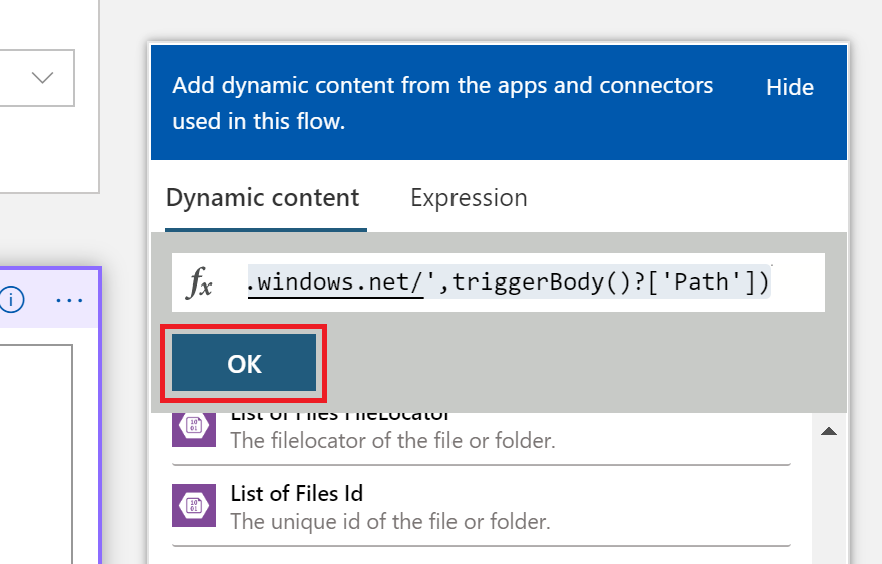 Add dynamic content from the apps and connectors
used in this flow.
Hide
Dynamic content
Expression
fx
.windows.net/',triggerBody()?['Path'])
OK
List of Files FileLocator
The filelocator of the file or folder.
List of Files Id
The unique id of the file or folder.